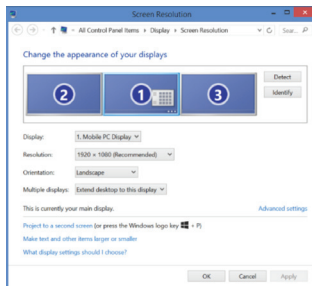 Screen Resolution
All Control Panel Items ▸ Display ▸ Screen Resolution
Sear...
Change the appearance of your displays
2
1
3
Detect
Identify
Display: 1. Mobile PC Display
Resolution: 1920 × 1080 (Recommended)
Orientation: Landscape
Multiple displays: Extend desktop to this display
This is currently your main display.
Advanced settings
Project to a second screen (or press the Windows logo key + P)
Make text and other items larger or smaller
What display settings should I choose?
OK Cancel Apply